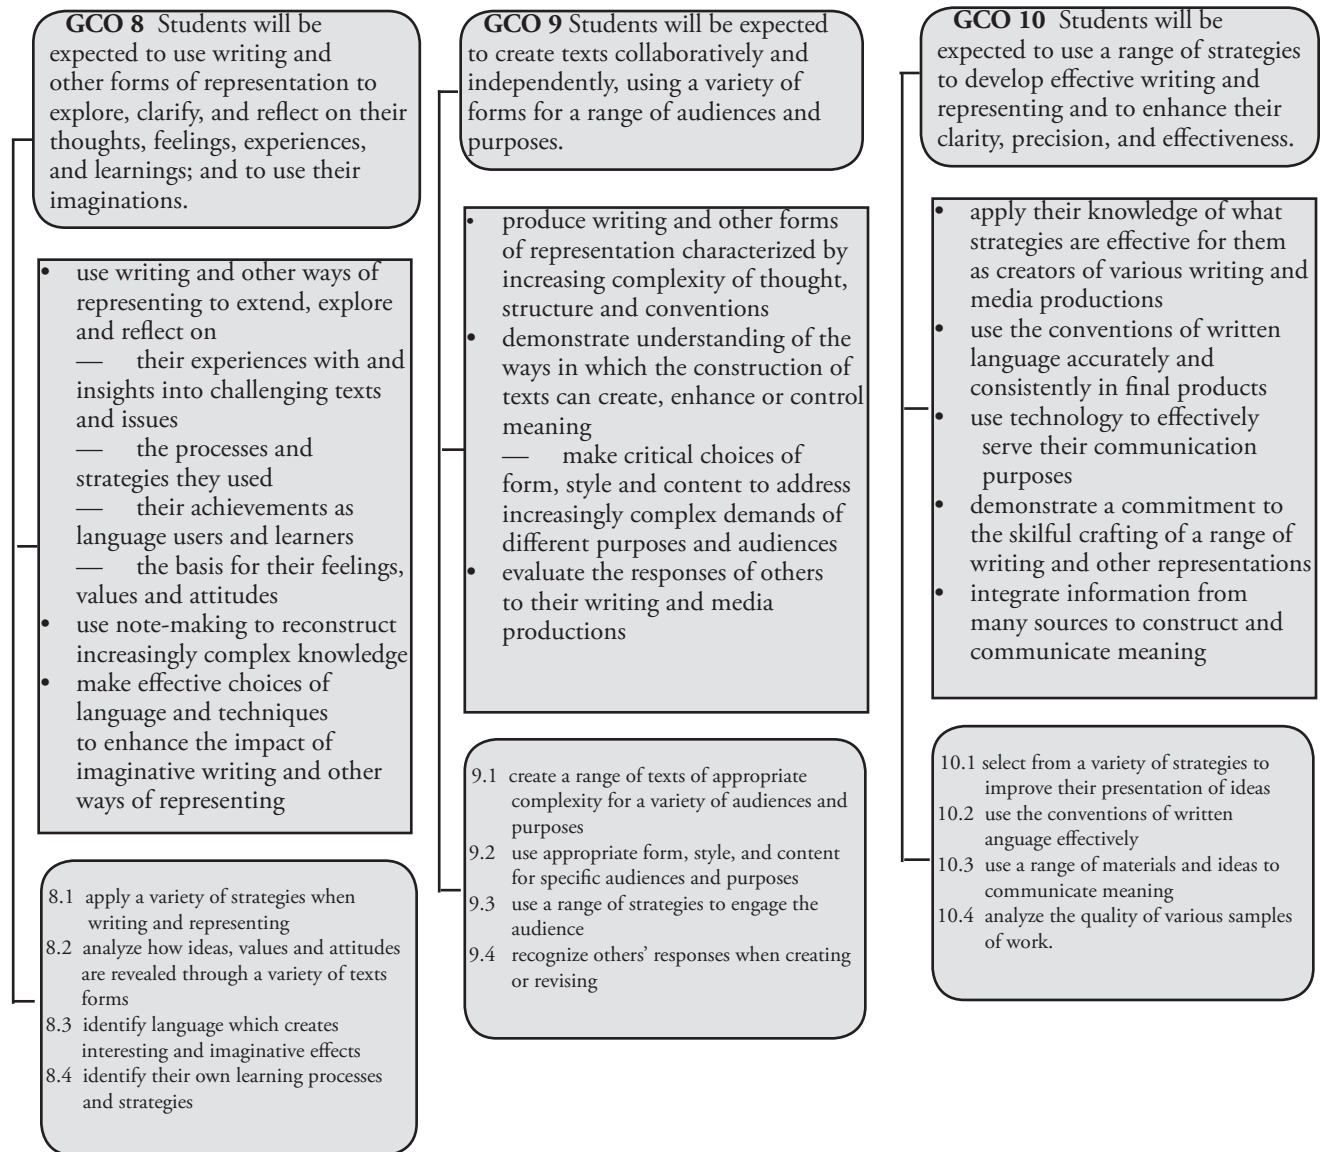 GCO 8 Students will be
expected to use writing and
other forms of representation to
explore, clarify, and reflect on their
thoughts, feelings, experiences,
and learnings; and to use their
imaginations.
• use writing and other ways of
representing to extend, explore
and reflect on
— their experiences with and
insights into challenging texts
and issues
— the processes and
strategies they used
— their achievements as
language users and learners
— the basis for their feelings,
values and attitudes
• use note-making to reconstruct
increasingly complex knowledge
• make effective choices of
language and techniques
to enhance the impact of
imaginative writing and other
ways of representing
8.1 apply a variety of strategies when
writing and representing
8.2 analyze how ideas, values and attitudes
are revealed through a variety of texts
forms
8.3 identify language which creates
interesting and imaginative effects
8.4 identify their own learning processes
and strategies
GCO 9 Students will be expected
to create texts collaboratively and
independently, using a variety of
forms for a range of audiences and
purposes.
• produce writing and other forms
of representation characterized by
increasing complexity of thought,
structure and conventions
• demonstrate understanding of the
ways in which the construction of
texts can create, enhance or control
meaning
— make critical choices of
form, style and content to address
increasingly complex demands of
different purposes and audiences
• evaluate the responses of others
to their writing and media
productions
9.1 create a range of texts of appropriate
complexity for a variety of audiences and
purposes
9.2 use appropriate form, style, and content
for specific audiences and purposes
9.3 use a range of strategies to engage the
audience
9.4 recognize others' responses when creating
or revising
GCO 10 Students will be
expected to use a range of strategies
to develop effective writing and
representing and to enhance their
clarity, precision, and effectiveness.
• apply their knowledge of what
strategies are effective for them
as creators of various writing and
media productions
• use the conventions of written
language accurately and
consistently in final products
• use technology to effectively
serve their communication
purposes
• demonstrate a commitment to
the skilful crafting of a range of
writing and other representations
• integrate information from
many sources to construct and
communicate meaning
10.1 select from a variety of strategies to
improve their presentation of ideas
10.2 use the conventions of written
anguage effectively
10.3 use a range of materials and ideas to
communicate meaning
10.4 analyze the quality of various samples
of work.